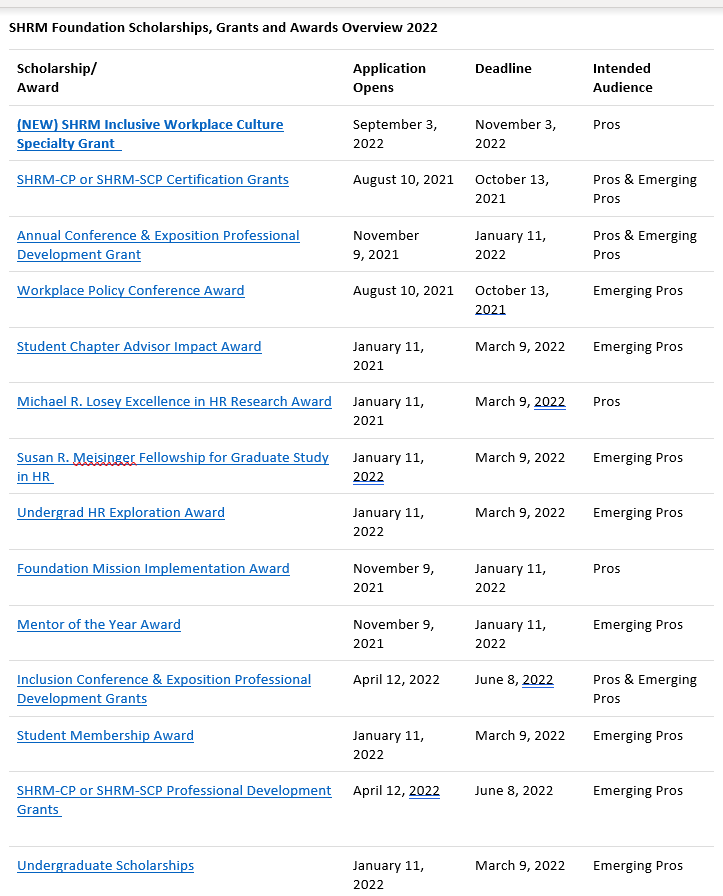 SHRM Foundation Scholarships, Grants and Awards Overview 2022
Scholarship/ Application Deadline Intended
Award Opens Audience
(NEW) SHRM Inclusive Workplace Culture September 3, November 3, Pros
Specialty Grant 2022 2022
SHRM-CP or SHRM-SCP Certification Grants August 10, 2021 October 13, Pros & Emerging
2021 Pros
Annual Conference & Exposition Professional November January 11, Pros & Emerging
Development Grant 9, 2021 2022 Pros
Workplace Policy Conference Award August 10, 2021 October 13, Emerging Pros
2021
Student Chapter Advisor Impact Award January 11, March 9, 2022 Emerging Pros
2021
Michael R. Losey Excellence in HR Research Award January 11, March 9, 2022 Pros
2021
Susan R. Meisinger Fellowship for Graduate Study January 11, March 9, 2022 Emerging Pros
in HR 2022
Undergrad HR Exploration Award January 11, March 9, 2022 Emerging Pros
2022
Foundation Mission Implementation Award November 9, January 11, Pros
2021 2022
Mentor of the Year Award November 9, January 11, Emerging Pros
2021 2022
Inclusion Conference & Exposition Professional April 12, 2022 June 8, 2022 Pros & Emerging
Development Grants Pros
Student Membership Award January 11, March 9, 2022 Emerging Pros
2022
SHRM-CP or SHRM-SCP Professional Development April 12, 2022 June 8, 2022 Emerging Pros
Grants
Undergraduate Scholarships January 11, March 9, 2022 Emerging Pros
2022